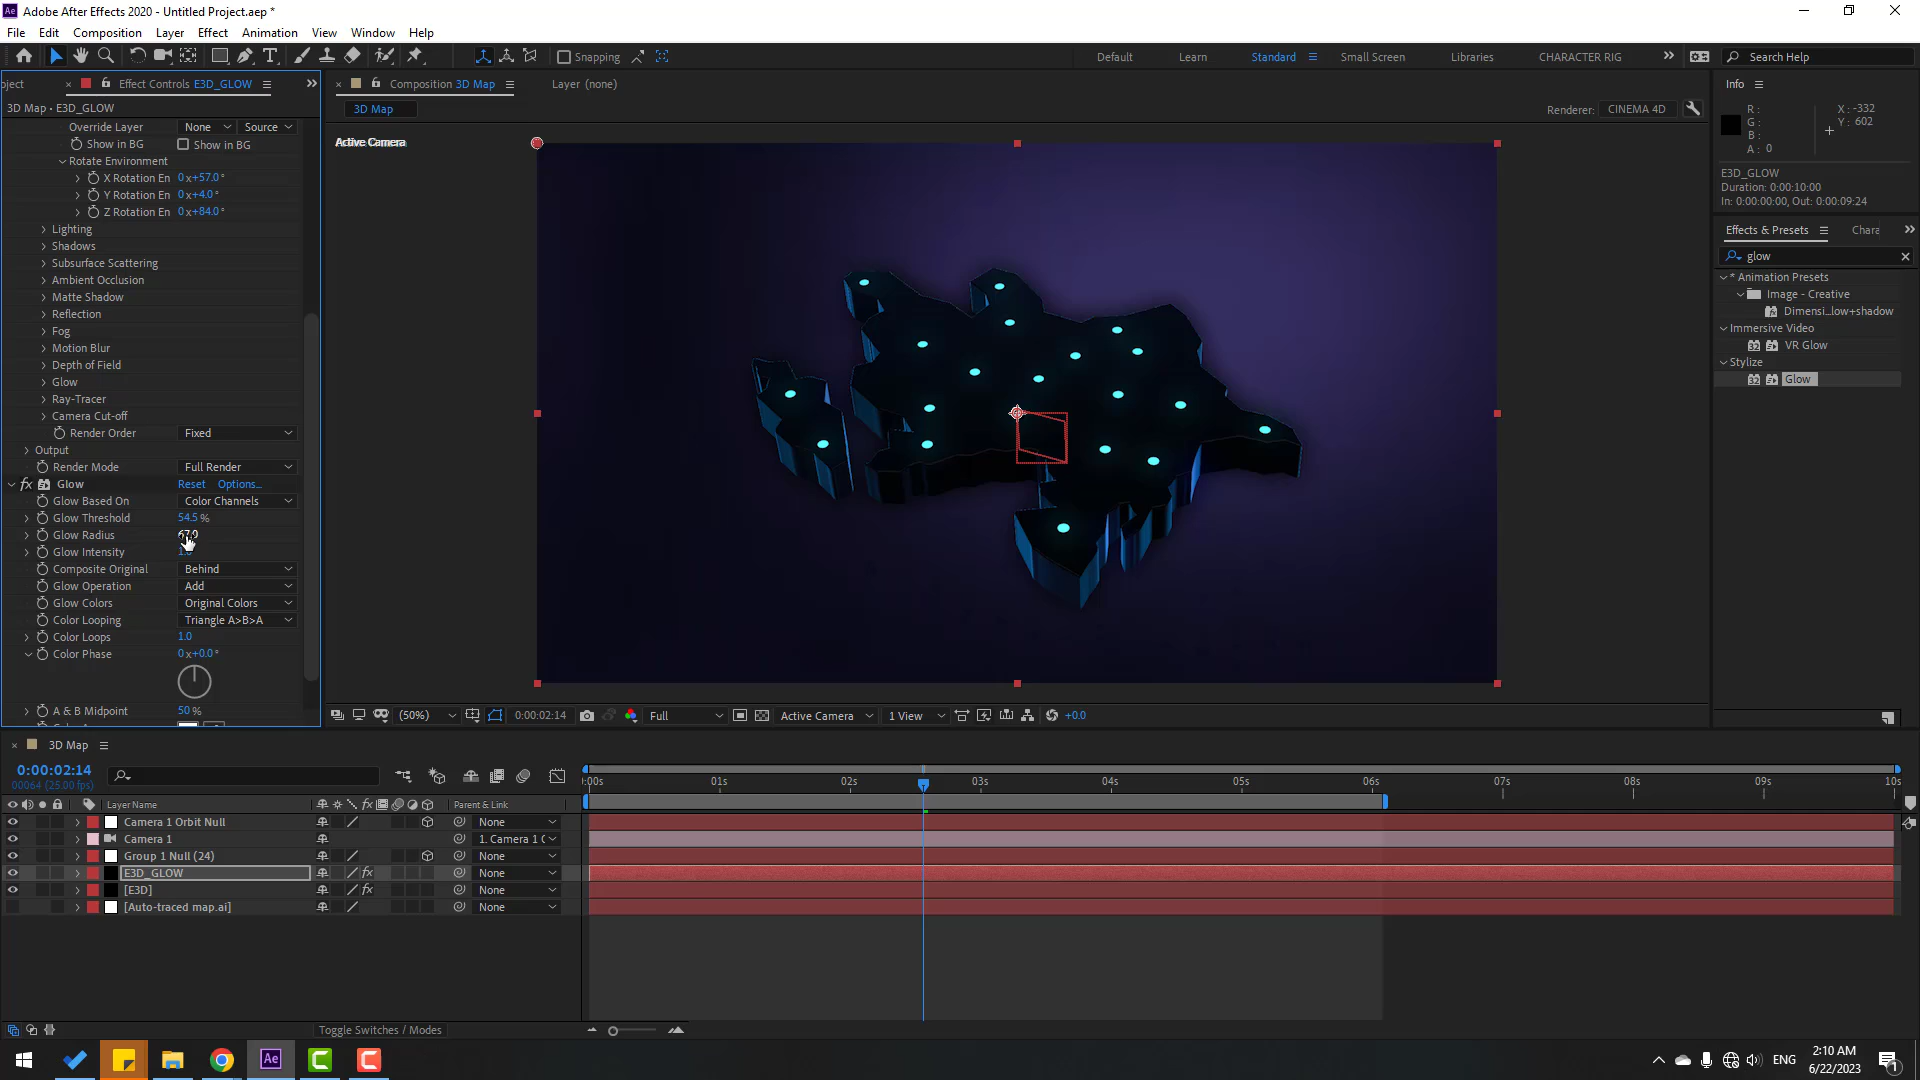 Adobe After Effects 2020 - Untitled Project.aep *
File Edit Composition Layer Effect Animation View Window Help
Snapping
Default Learn Standard Small Screen Libraries CHARACTER RIG
Search Help
oject Effect Controls E3D_GLOW
Composition 3D Map Layer (none)
Info
3D Map • E3D_GLOW
3D Map
Renderer: CINEMA 4D
R: X: -332
G: Y: 602
B:
A: 0
Override Layer None Source
Show in BG Show in BG
Rotate Environment
X Rotation En 0x+57.0°
Y Rotation En 0x+4.0°
Z Rotation En 0x+84.0°
Lighting
Shadows
Subsurface Scattering
Ambient Occlusion
Matte Shadow
Reflection
Fog
Motion Blur
Depth of Field
Glow
Ray-Tracer
Camera Cut-off
Render Order Fixed
Output
Render Mode Full Render
fx Glow Reset Options...
Glow Based On Color Channels
Glow Threshold 54.5 %
Glow Radius
Glow Intensity
Composite Original Behind
Glow Operation Add
Glow Colors Original Colors
Color Looping Triangle A>B>A
Color Loops 1.0
Color Phase 0x+0.0°
A & B Midpoint 50 %
Active Camera
E3D_GLOW
Duration: 0:00:10:00
In: 0:00:00:00, Out: 0:00:09:24
Effects & Presets Chara
glow
* Animation Presets
Image - Creative
Dimensi...low+shadow
Immersive Video
VR Glow
Stylize
Glow
(50%) 0:00:02:14 Full Active Camera 1 View +0.0
3D Map
0:00:02:14
00064 (25.00 fps)
Layer Name Parent & Link
:00s 01s 02s 03s 04s 05s 06s 07s 08s 09s 10s
Camera 1 Orbit Null None
Camera 1 1. Camera 1 (
Group 1 Null (24) None
E3D_GLOW fx None
[E3D] fx None
[Auto-traced map.ai] None
Toggle Switches / Modes
Ae
ENG
2:10 AM
6/22/2023
1